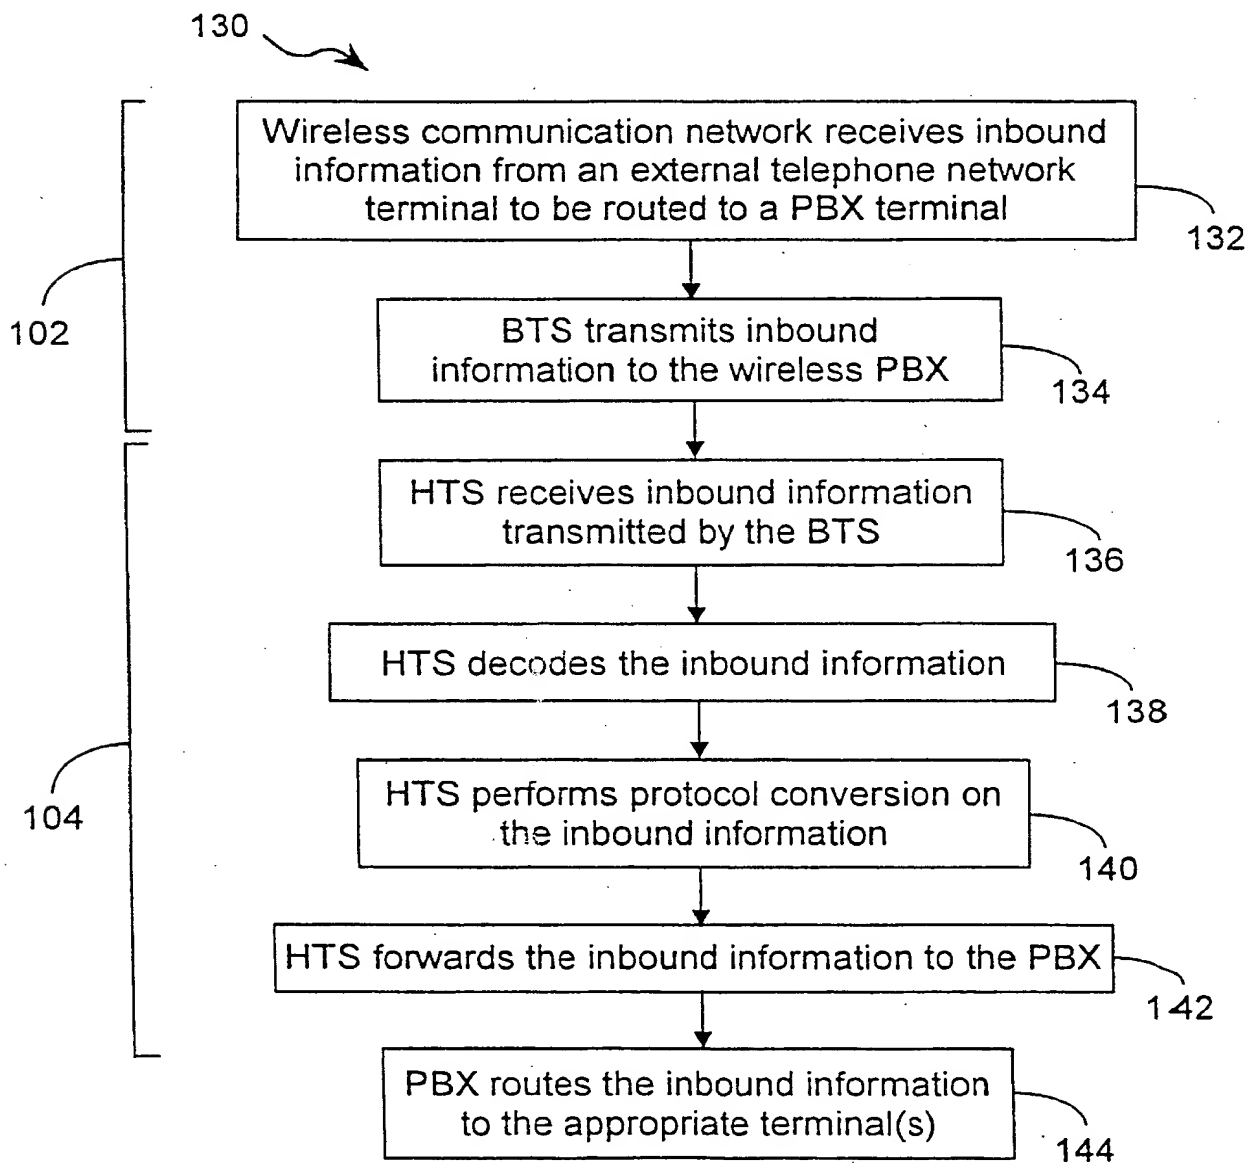 130
Wireless communication network receives inbound
information from an external telephone network
terminal to be routed to a PBX terminal
132
102
BTS transmits inbound
information to the wireless PBX
134
HTS receives inbound information
transmitted by the BTS
136
HTS decodes the inbound information
138
104
HTS performs protocol conversion on
the inbound information
140
HTS forwards the inbound information to the PBX
142
PBX routes the inbound information
to the appropriate terminal(s)
144